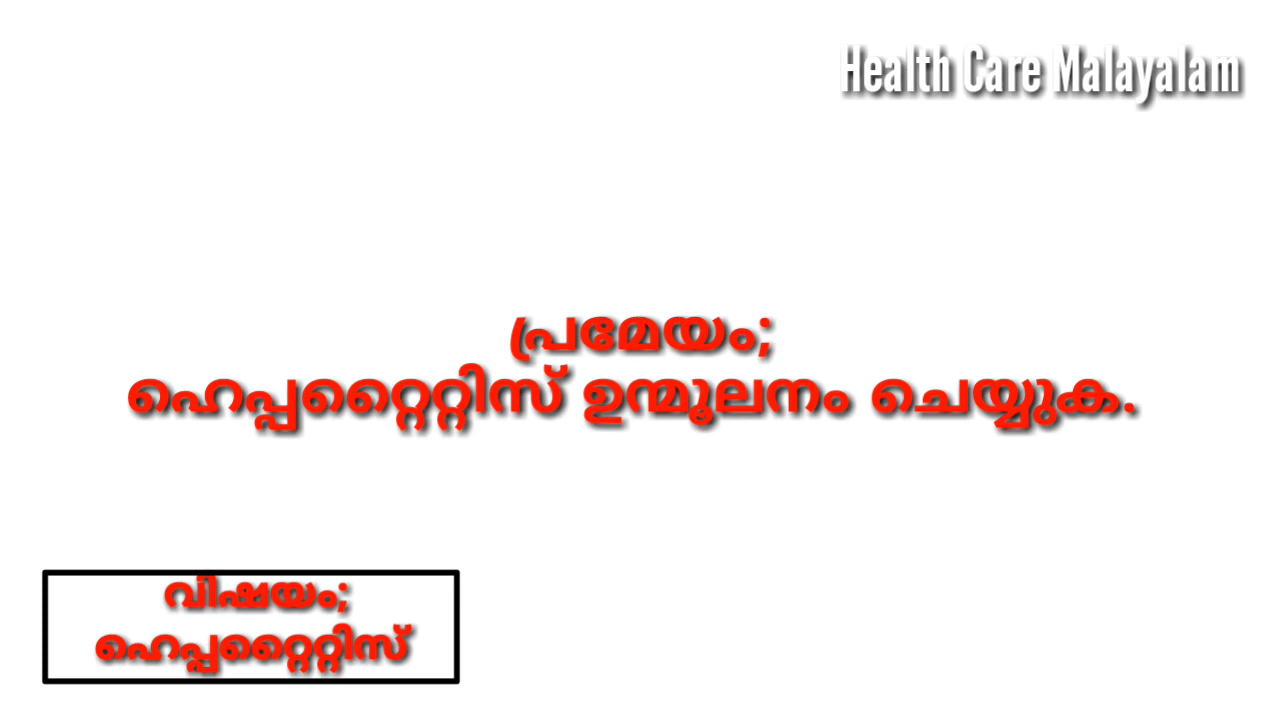 Health Care Malayalam
പ്രമേയം;
ഹെപ്പറ്റൈറ്റിസ് ഉന്മൂലനം ചെയ്യുക.
വിഷയം;
ഹെപ്പറ്റൈറ്റിസ്